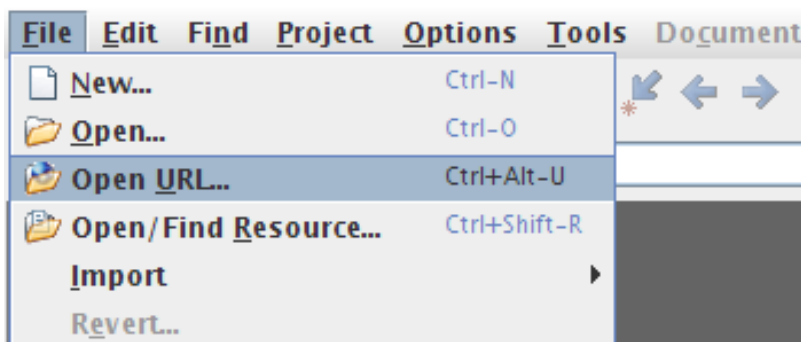 File Edit Find Project Options Tools Document
New... Ctrl-N
Open... Ctrl-O
Open URL... Ctrl+Alt-U
Open/Find Resource... Ctrl+Shift-R
Import
Revert...